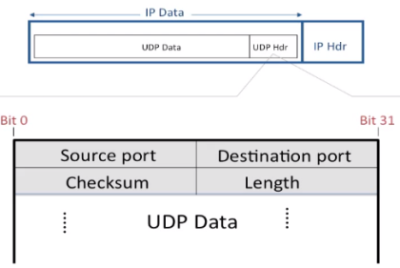 IP Data
UDP Data UDP Hdr IP Hdr
Bit 0 Bit 31
Source port Destination port
Checksum Length
UDP Data